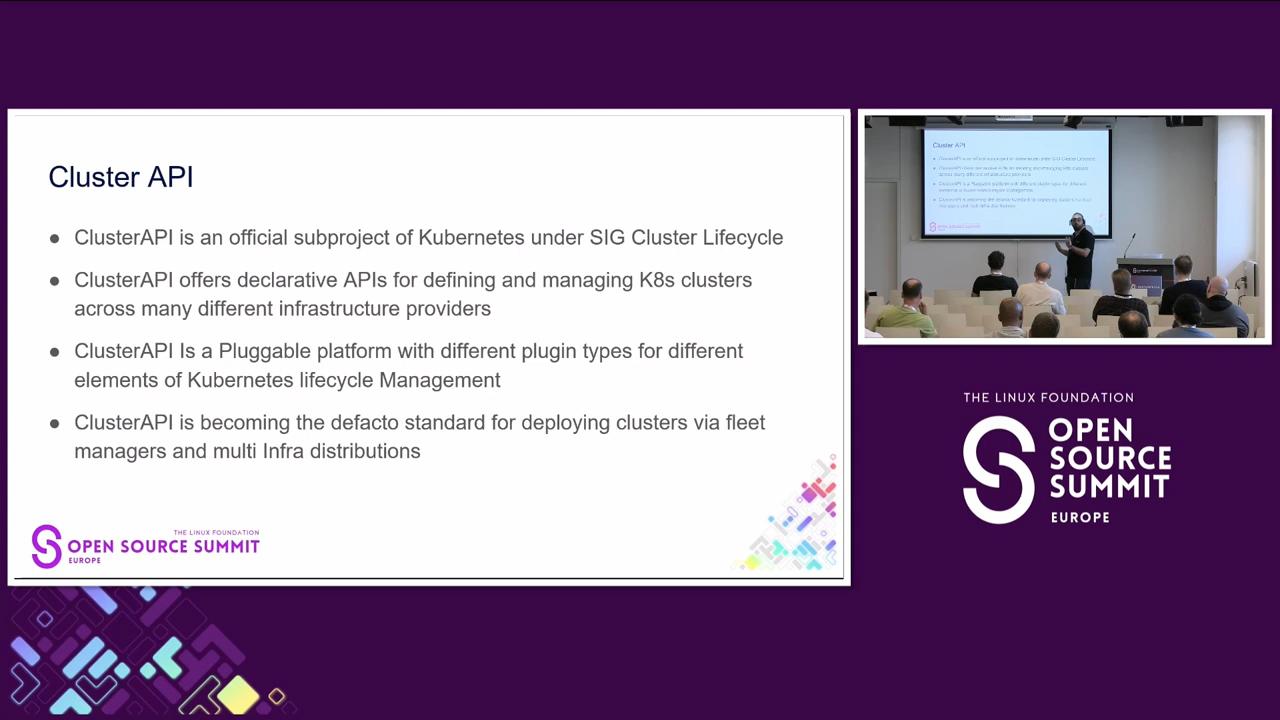 Cluster API
● ClusterAPI is an official subproject of Kubernetes under SIG Cluster Lifecycle
● ClusterAPI offers declarative APIs for defining and managing K8s clusters
across many different infrastructure providers
● ClusterAPI Is a Pluggable platform with different plugin types for different
elements of Kubernetes lifecycle Management
● ClusterAPI is becoming the defacto standard for deploying clusters via fleet
managers and multi Infra distributions
THE LINUX FOUNDATION
OPEN SOURCE SUMMIT
EUROPE
Cluster API
THE LINUX FOUNDATION
OPEN
SOURCE
SUMMIT
EUROPE